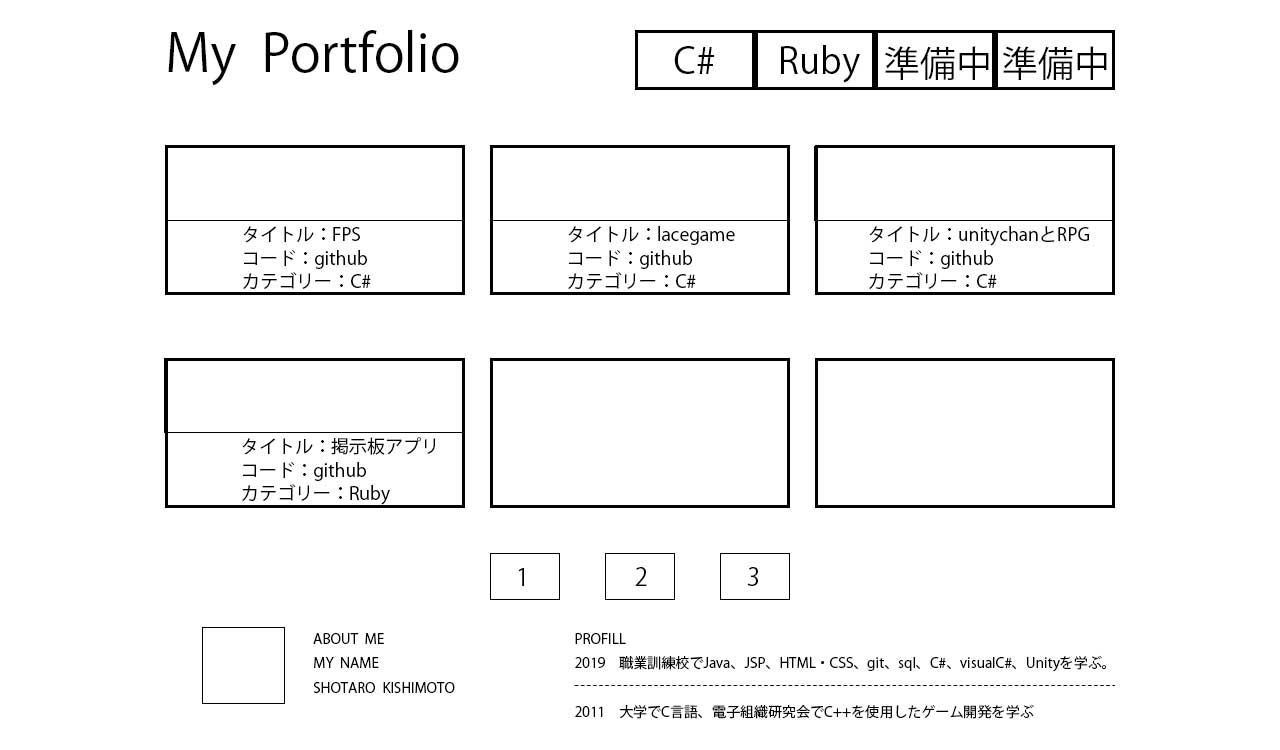 My Portfolio
C#
Ruby
準備中
準備中
タイトル：FPS
コード：github
カテゴリー：C#
タイトル：lacegame
コード：github
カテゴリー：C#
タイトル：unitychanとRPG
コード：github
カテゴリー：C#
タイトル：掲示板アプリ
コード：github
カテゴリー：Ruby
1
2
3
ABOUT ME
MY NAME
SHOTARO KISHIMOTO
PROFILL
2019　職業訓練校でJava、JSP、HTML・CSS、git、sql、C#、visualC#、Unityを学ぶ。
2011　大学でC言語、電子組織研究会でC++を使用したゲーム開発を学ぶ